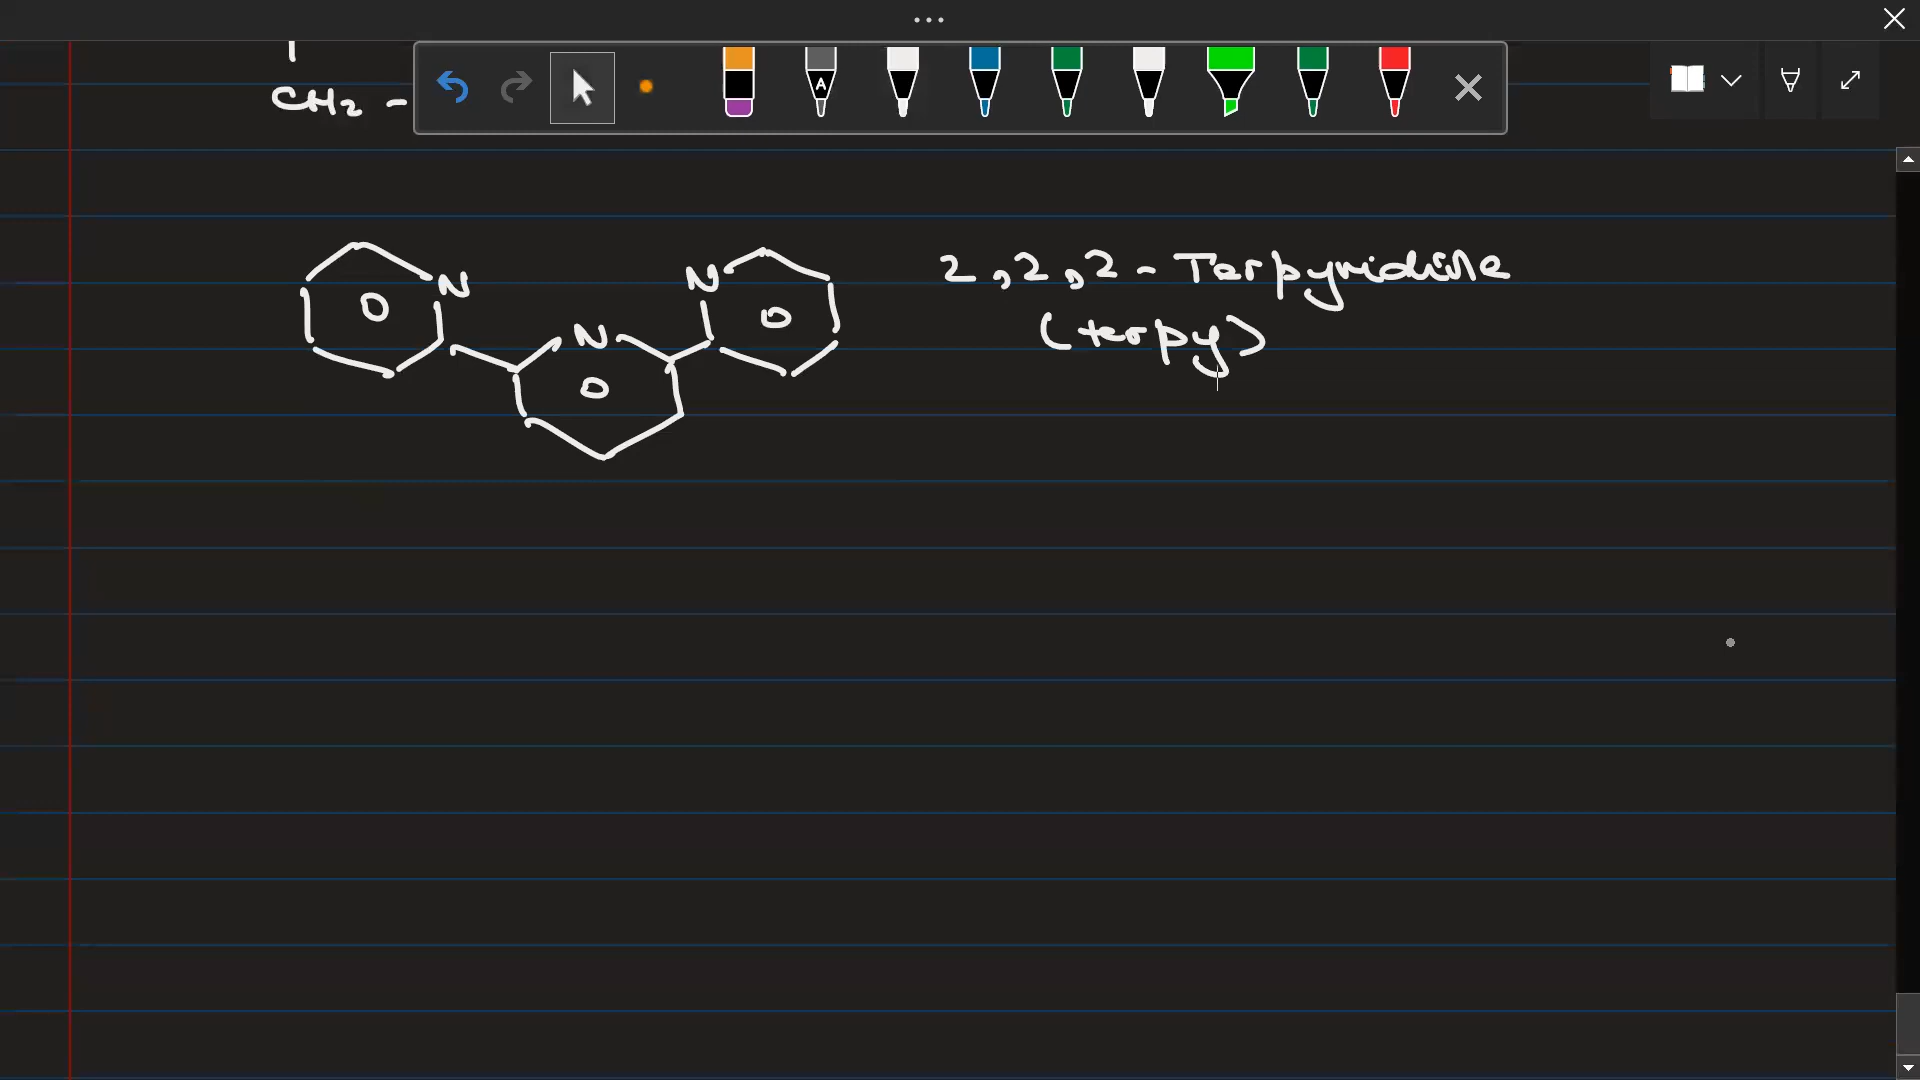 CH2 -
A
N N 2,2,2 - Terpyridine
N (terpy)